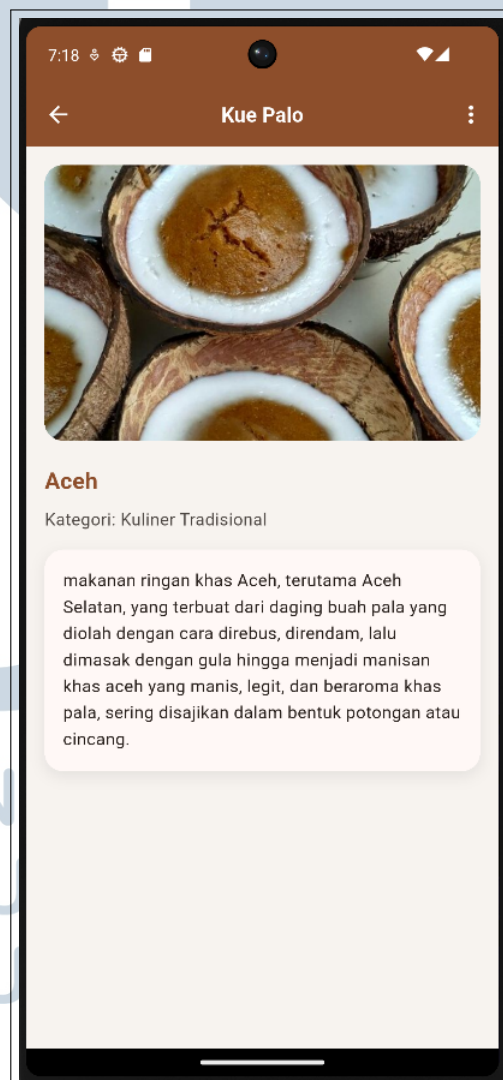 7:18
Kue Palo
Aceh
Kategori: Kuliner Tradisional
makanan ringan khas Aceh, terutama Aceh
Selatan, yang terbuat dari daging buah pala yang
diolah dengan cara direbus, direndam, lalu
dimasak dengan gula hingga menjadi manisan
khas aceh yang manis, legit, dan beraroma khas
pala, sering disajikan dalam bentuk potongan atau
cincang.